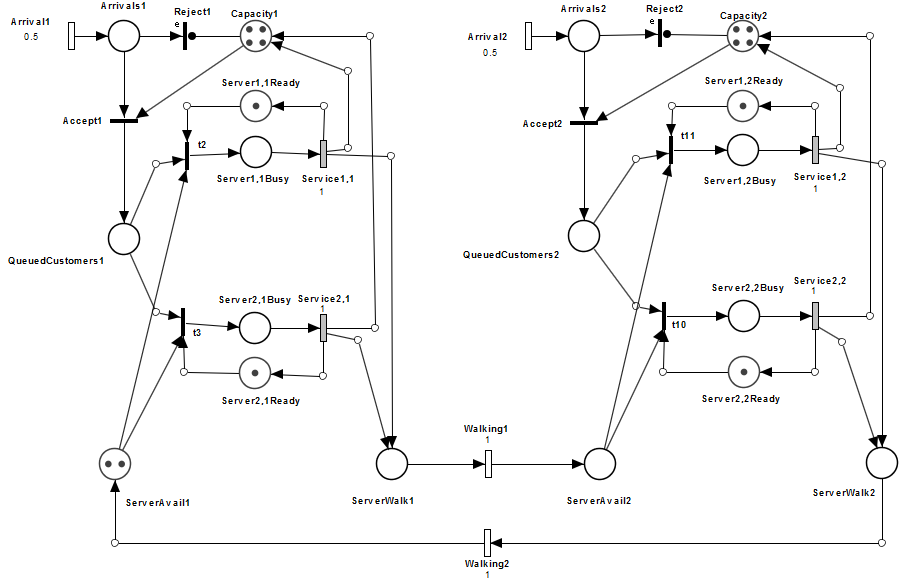 Arrivals1
Reject1
Capacity1
Arrival1
e
0.5
Accept1
Server1,1Ready
t2
Server1,1Busy
Service1,1
1
QueuedCustomers1
Server2,1Busy
Service2,1
1
t3
Server2,1Ready
ServerAvail1
ServerWalk1
Walking1
1
Arrivals2
Reject2
Capacity2
Arrival2
e
0.5
Accept2
Server1,2Ready
t11
Server1,2Busy
Service1,2
1
QueuedCustomers2
Server2,2Busy
Service2,2
1
t10
Server2,2Ready
ServerAvail2
ServerWalk2
Walking2
1